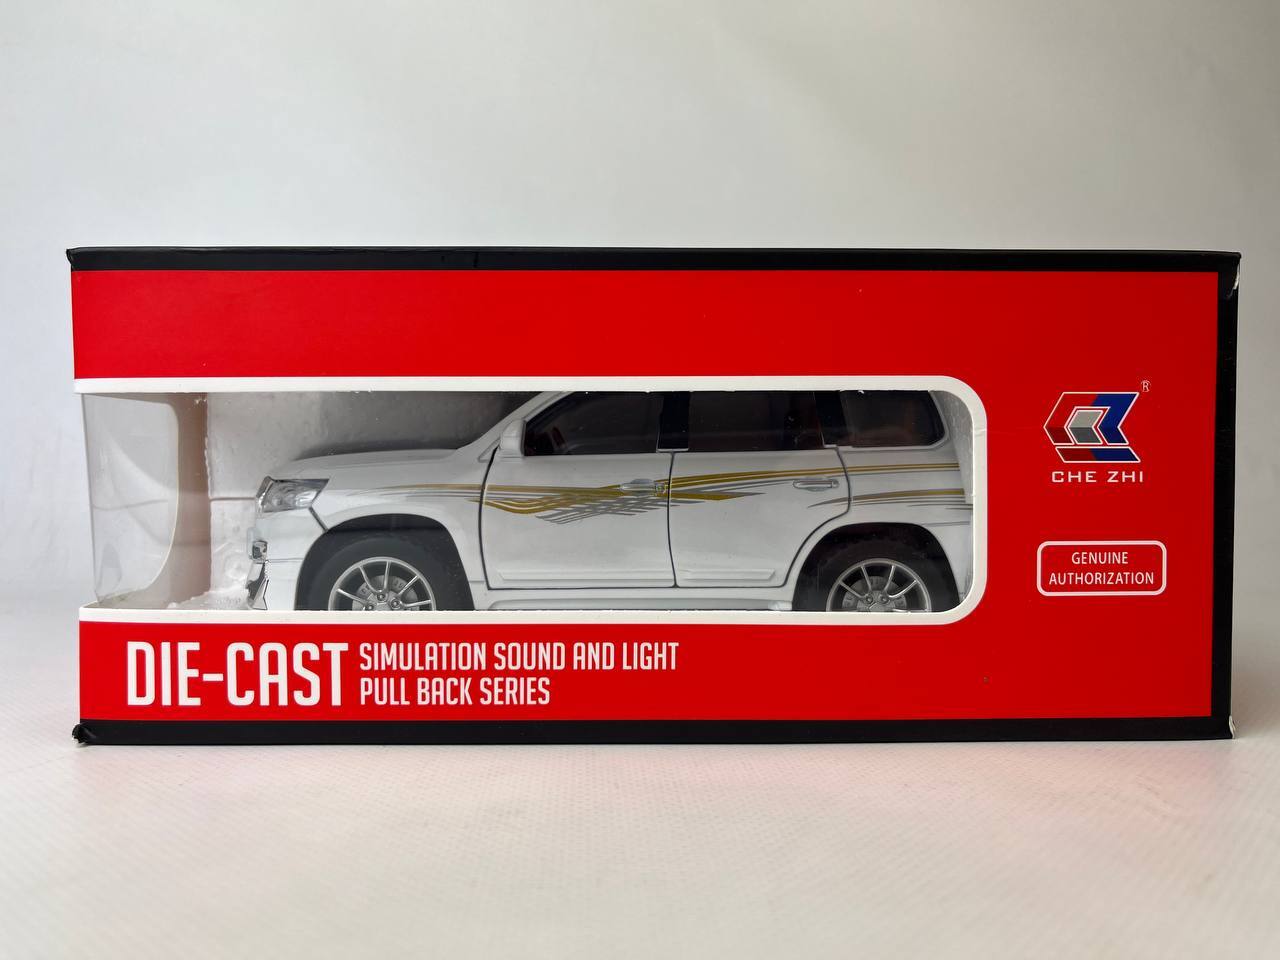 ®
CHE ZHI
GENUINE
AUTHORIZATION
DIE-CAST
SIMULATION SOUND AND LIGHT
PULL BACK SERIES